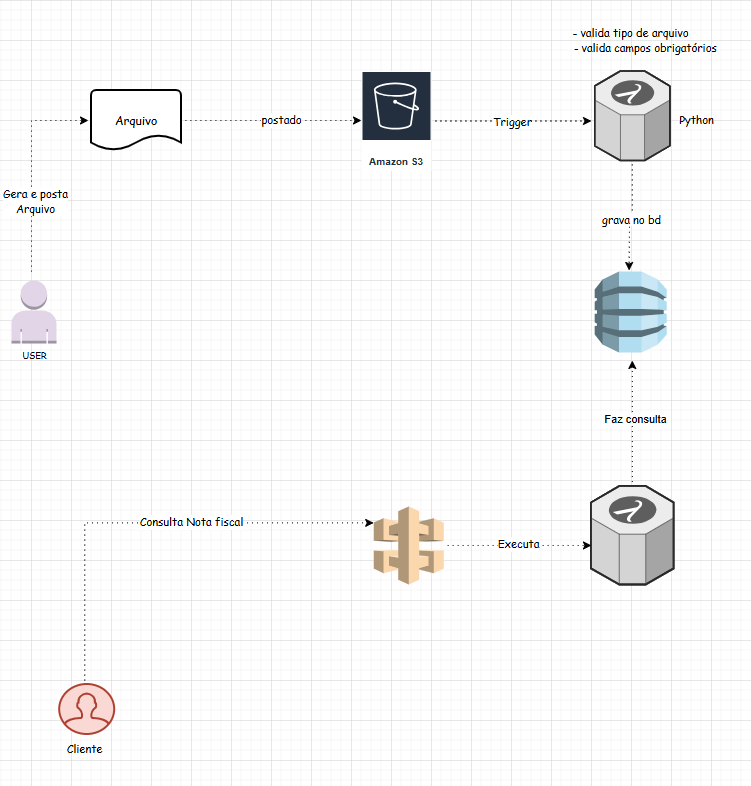 - valida tipo de arquivo
- valida campos obrigatórios
Arquivo
postado
Trigger
Python
Amazon S3
Gera e posta
Arquivo
grava no bd
USER
Faz consulta
Consulta Nota fiscal
Executa
Cliente